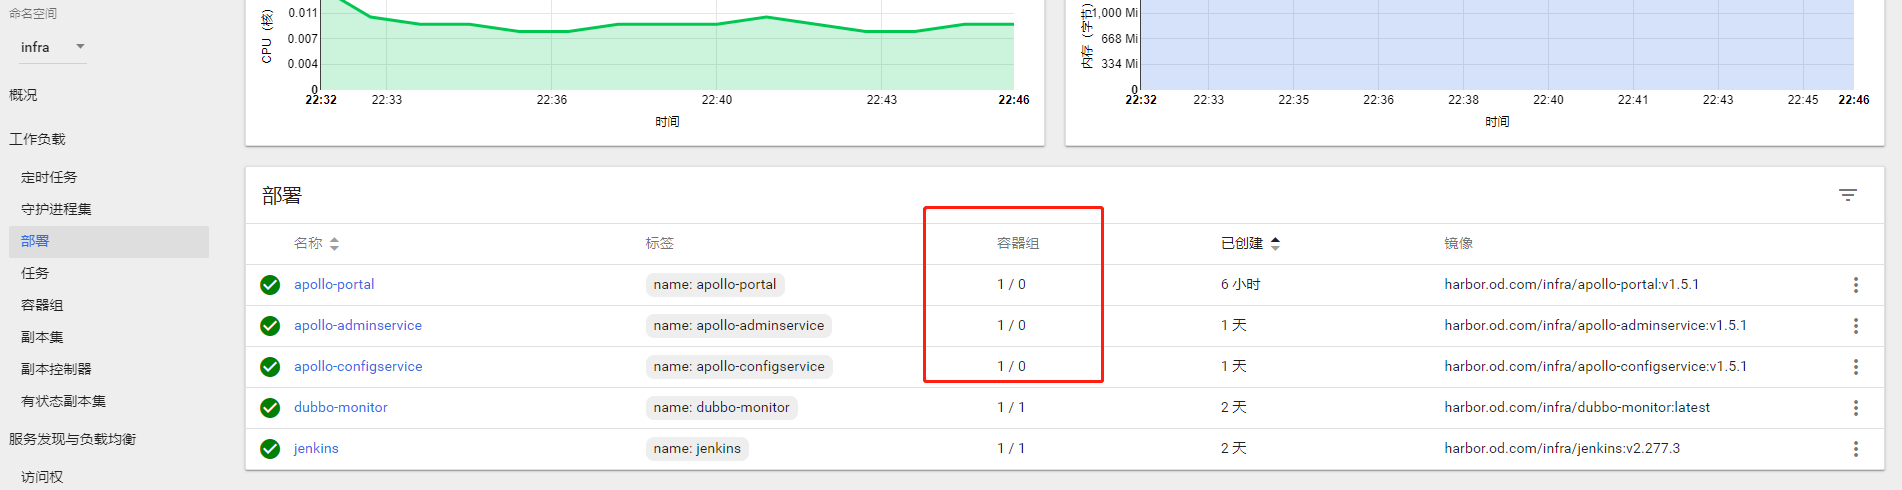 命名空间
infra
概况
工作负载
定时任务
守护进程集
部署
任务
容器组
副本集
副本控制器
有状态副本集
服务发现与负载均衡
访问权
CPU（核）
0.011
0.007
0.004
0
22:32 22:33 22:36 22:40 22:43 22:46
时间
内存（字节）
1,000 Mi
668 Mi
334 Mi
0
22:32 22:33 22:35 22:36 22:38 22:40 22:41 22:43 22:45 22:46
时间
部署
名称 标签 容器组 已创建 镜像
apollo-portal name: apollo-portal 1 / 0 6 小时 harbor.od.com/infra/apollo-portal:v1.5.1
apollo-adminservice name: apollo-adminservice 1 / 0 1 天 harbor.od.com/infra/apollo-adminservice:v1.5.1
apollo-configservice name: apollo-configservice 1 / 0 1 天 harbor.od.com/infra/apollo-configservice:v1.5.1
dubbo-monitor name: dubbo-monitor 1 / 1 2 天 harbor.od.com/infra/dubbo-monitor:latest
jenkins name: jenkins 1 / 1 2 天 harbor.od.com/infra/jenkins:v2.277.3